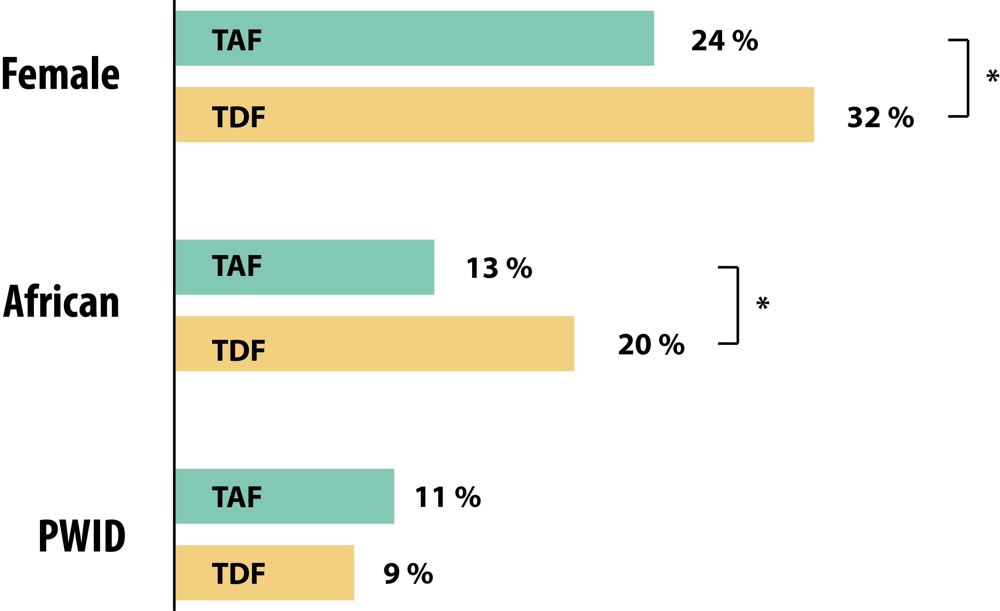 TAF
24 %
Female
*
TDF
32 %
TAF
13 %
African
*
TDF
20 %
TAF
11 %
PWID
TDF
9 %